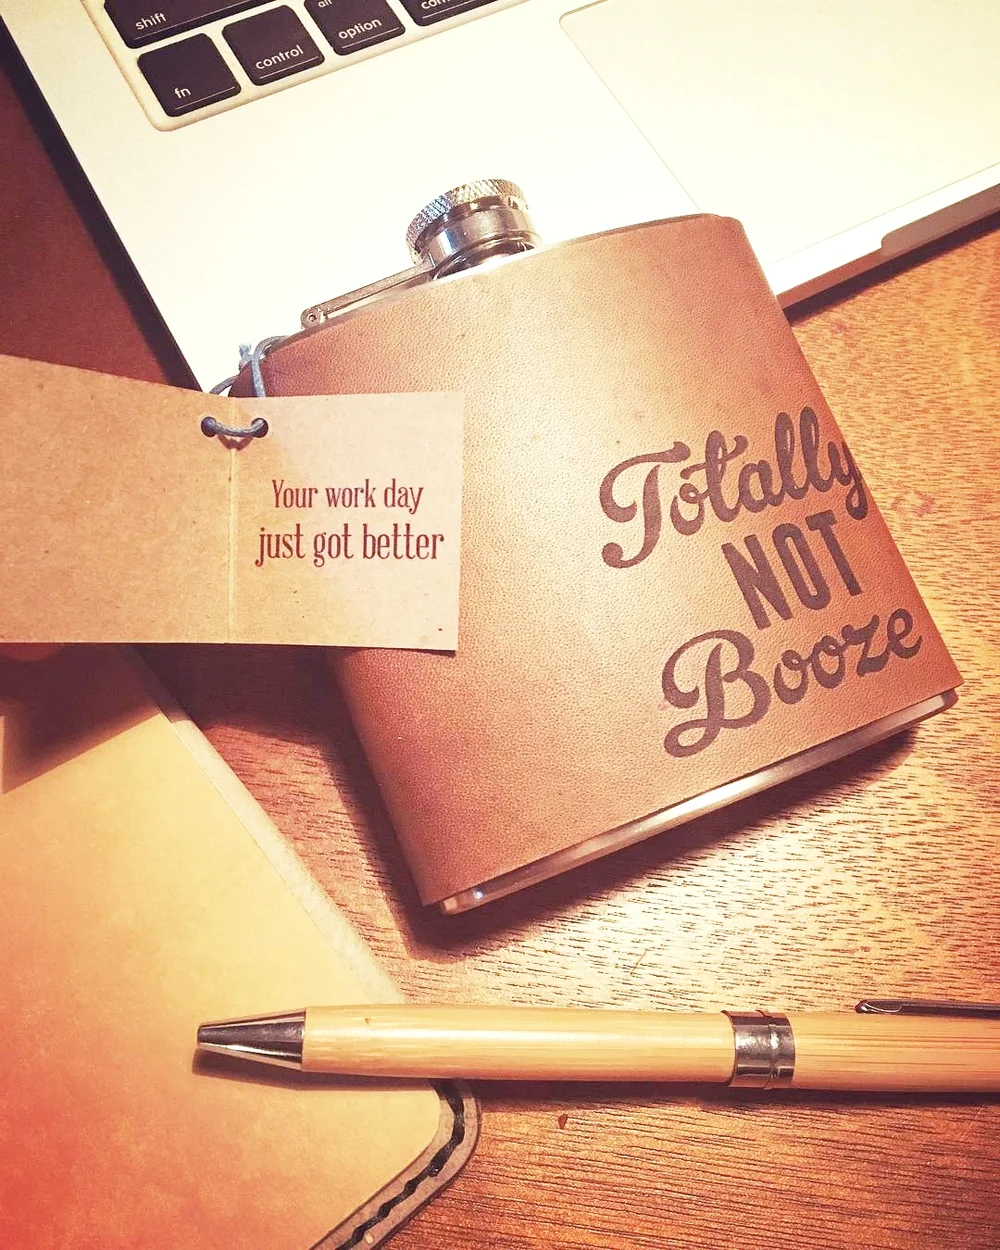 shift
fn
control
option
Your work day
just got better
Totally
NOT
Booze